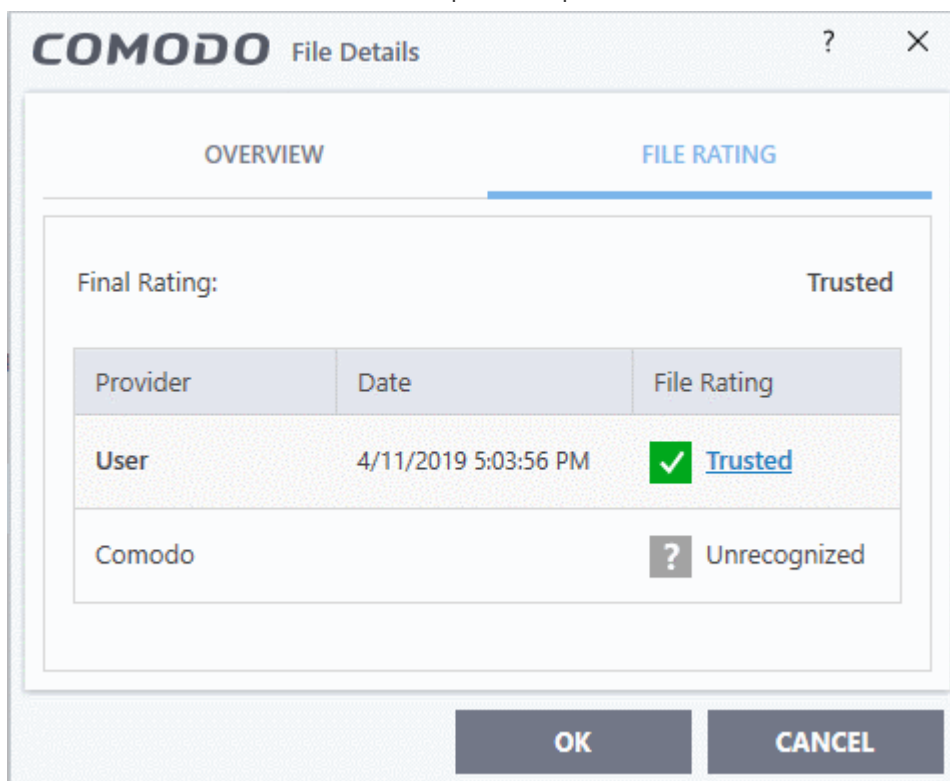 COMODO File Details ? ×
OVERVIEW FILE RATING
Final Rating: Trusted
Provider Date File Rating
User 4/11/2019 5:03:56 PM Trusted
Comodo ? Unrecognized
OK CANCEL